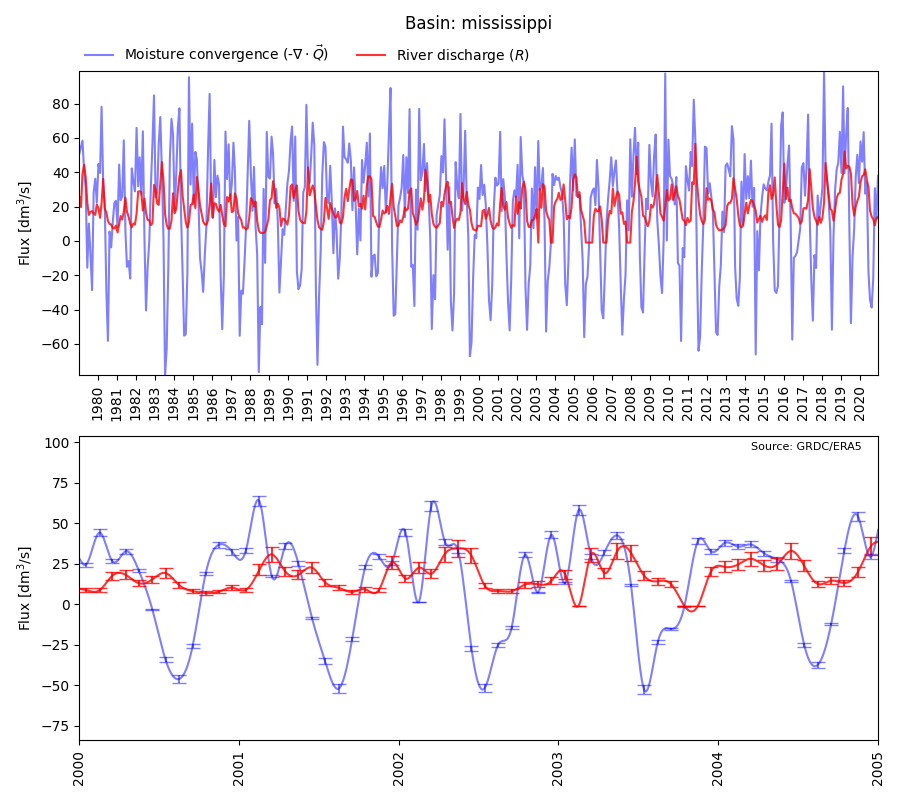 Basin: mississippi
Moisture convergence (-∇ · Q⃗)
River discharge (R)
Flux [dm³/s]
80
60
40
20
0
−20
−40
−60
1980 1981 1982 1983 1984 1985 1986 1987 1988 1989 1990 1991 1992 1993 1994 1995 1996 1997 1998 1999 2000 2001 2002 2003 2004 2005 2006 2007 2008 2009 2010 2011 2012 2013 2014 2015 2016 2017 2018 2019 2020
Source: GRDC/ERA5
Flux [dm³/s]
100
75
50
25
0
−25
−50
−75
2000 2001 2002 2003 2004 2005